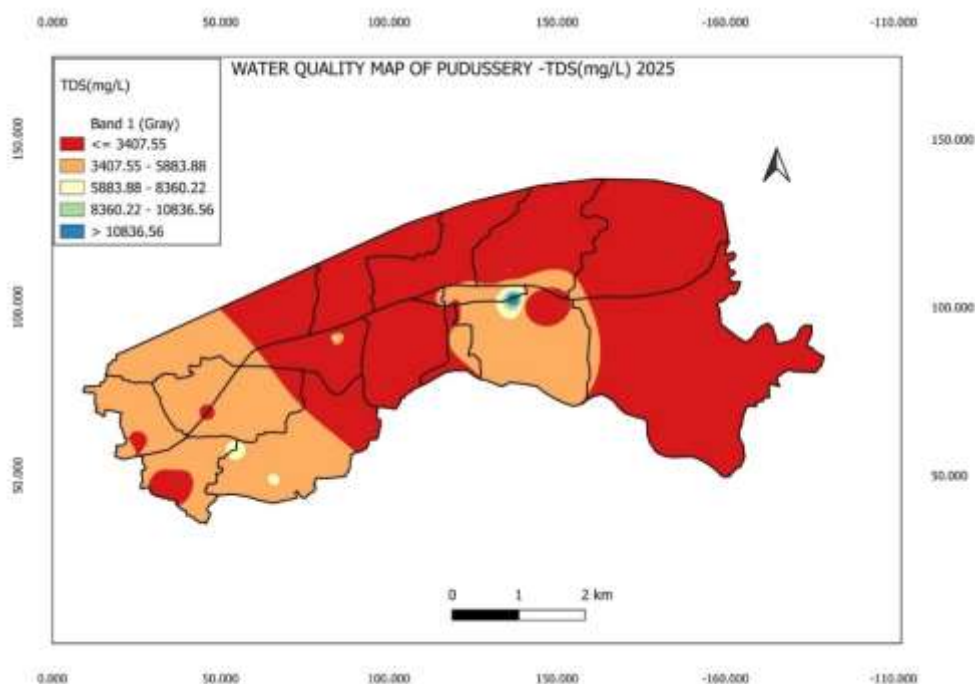 0.000 50.000 100.000 150.000 -160.000 -110.000
WATER QUALITY MAP OF PUDUSSERY -TDS(mg/L) 2025
TDS(mg/L)
Band 1 (Gray)
<= 3407.55
3407.55 - 5883.88
5883.88 - 8360.22
8360.22 - 10836.56
> 10836.56
150.000 150.000
100.000 100.000
50.000 50.000
0 1 2 km
0.000 50.000 100.000 150.000 -160.000 -110.000